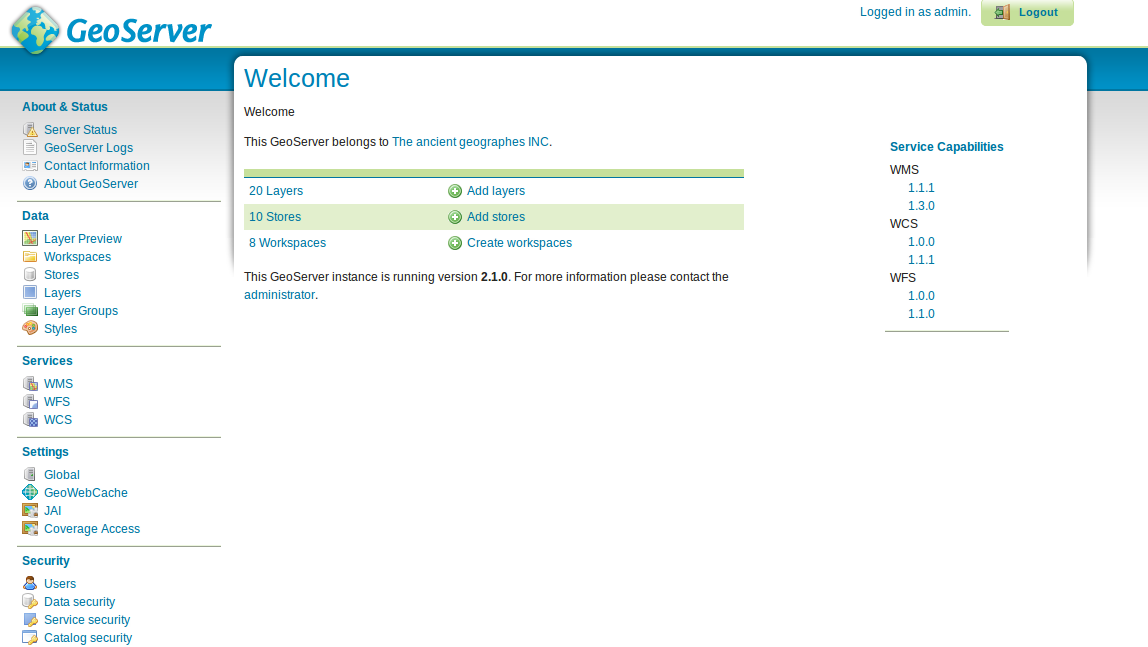 GeoServer
Logged in as admin.
Logout
About & Status
Server Status
GeoServer Logs
Contact Information
About GeoServer
Data
Layer Preview
Workspaces
Stores
Layers
Layer Groups
Styles
Services
WMS
WFS
WCS
Settings
Global
GeoWebCache
JAI
Coverage Access
Security
Users
Data security
Service security
Catalog security
Welcome
Welcome
This GeoServer belongs to The ancient geographes INC.
20 Layers Add layers
10 Stores Add stores
8 Workspaces Create workspaces
This GeoServer instance is running version 2.1.0. For more information please contact the
administrator.
Service Capabilities
WMS
1.1.1
1.3.0
WCS
1.0.0
1.1.1
WFS
1.0.0
1.1.0